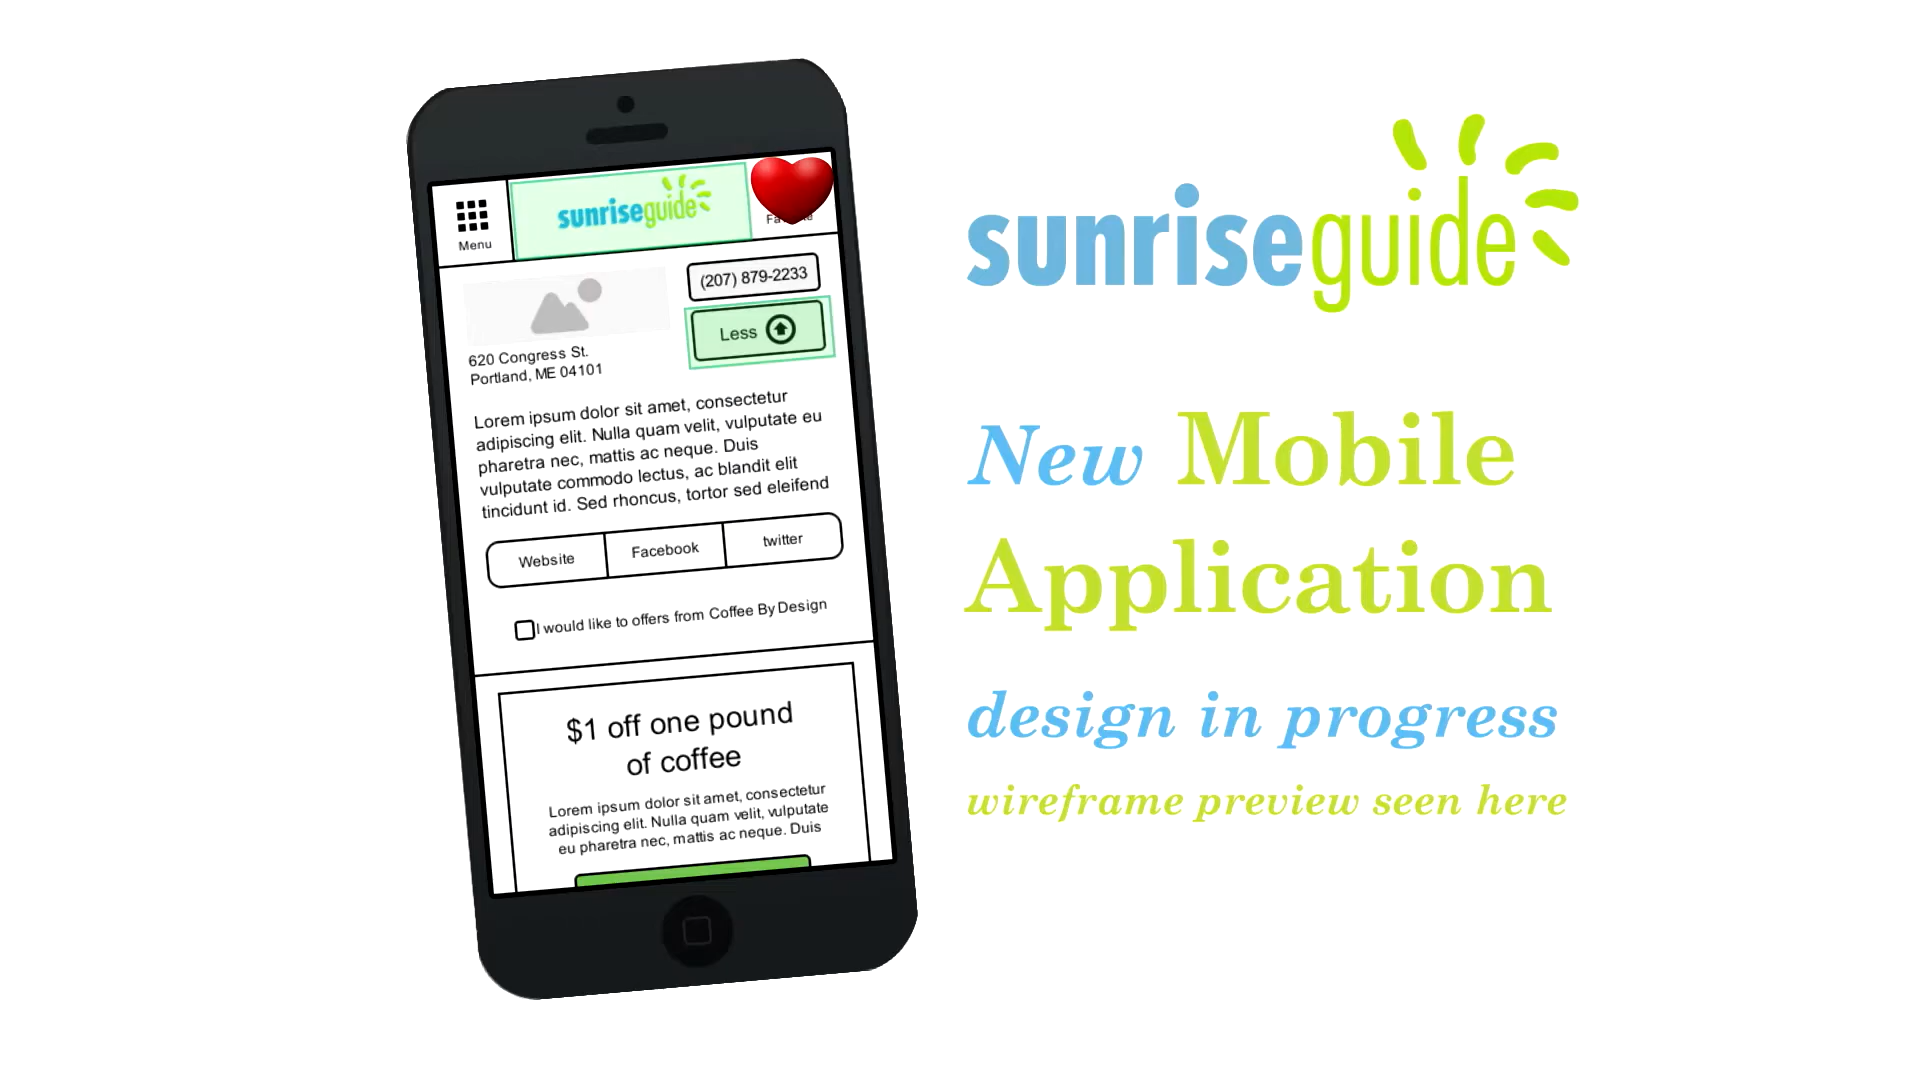 Menu
sunriseguide
(207) 879-2233
Less
620 Congress St.
Portland, ME 04101
Lorem ipsum dolor sit amet, consectetur
adipiscing elit. Nulla quam velit, vulputate eu
pharetra nec, mattis ac neque. Duis
vulputate commodo lectus, ac blandit elit
tincidunt id. Sed rhoncus, tortor sed eleifend
Website
Facebook
twitter
I would like to offers from Coffee By Design
$1 off one pound
of coffee
Lorem ipsum dolor sit amet, consectetur
adipiscing elit. Nulla quam velit, vulputate
eu pharetra nec, mattis ac neque. Duis
sunriseguide
New Mobile
Application
design in progress
wireframe preview seen here